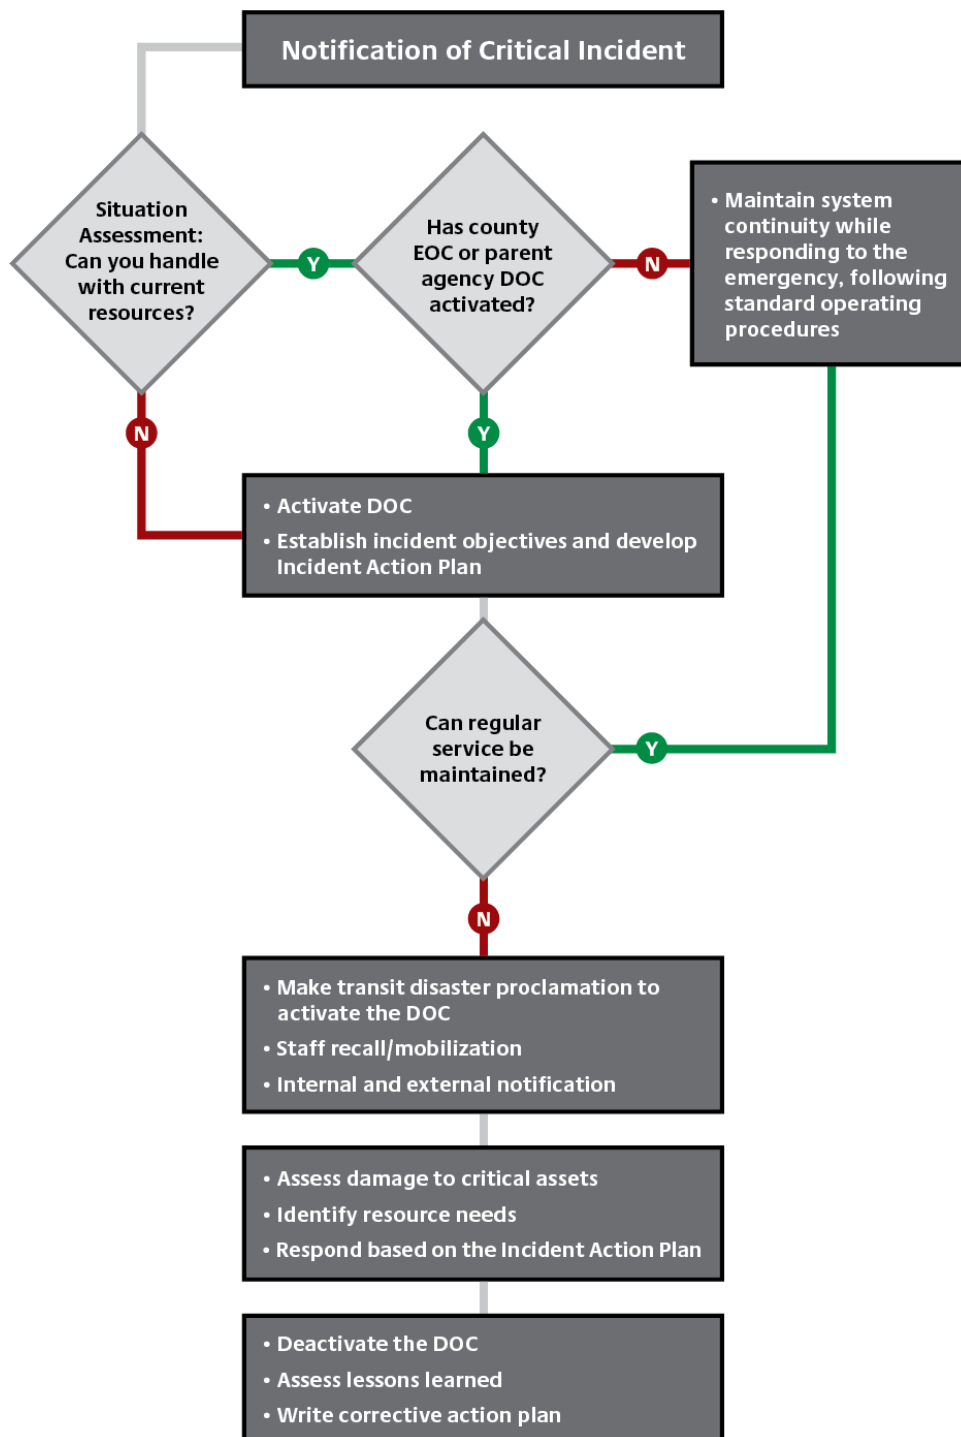 Notification of Critical Incident
Situation
Assessment:
Can you handle
with current
resources?
Y
Has county
EOC or parent
agency DOC
activated?
N
• Maintain system
continuity while
responding to the
emergency, following
standard operating
procedures
N
Y
• Activate DOC
• Establish incident objectives and develop
Incident Action Plan
Can regular
service be
maintained?
Y
N
• Make transit disaster proclamation to
activate the DOC
• Staff recall/mobilization
• Internal and external notification
• Assess damage to critical assets
• Identify resource needs
• Respond based on the Incident Action Plan
• Deactivate the DOC
• Assess lessons learned
• Write corrective action plan